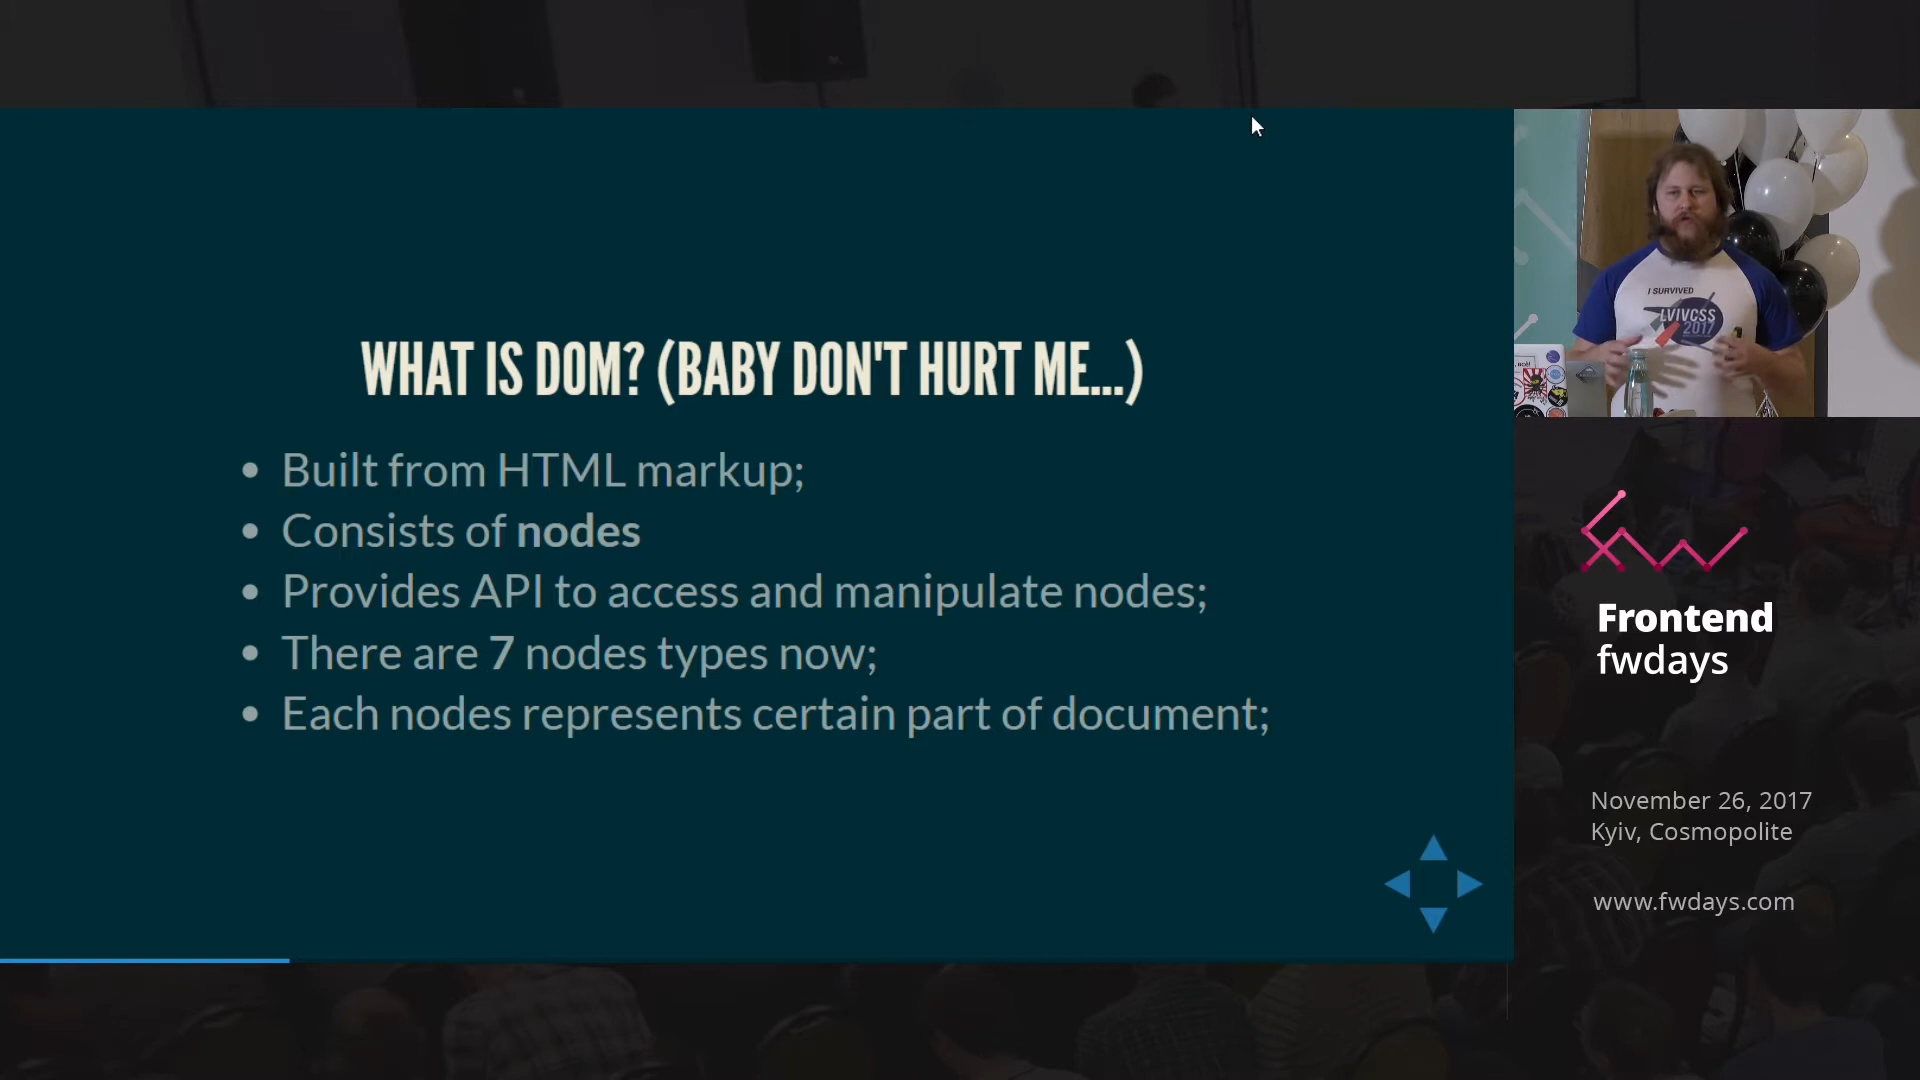 WHAT IS DOM? (BABY DON'T HURT ME...)
• Built from HTML markup;
• Consists of nodes
• Provides API to access and manipulate nodes;
• There are 7 nodes types now;
• Each nodes represents certain part of document;
I SURVIVED
LVIVCSS
2017
Frontend
fwdays
November 26, 2017
Kyiv, Cosmopolite
www.fwdays.com